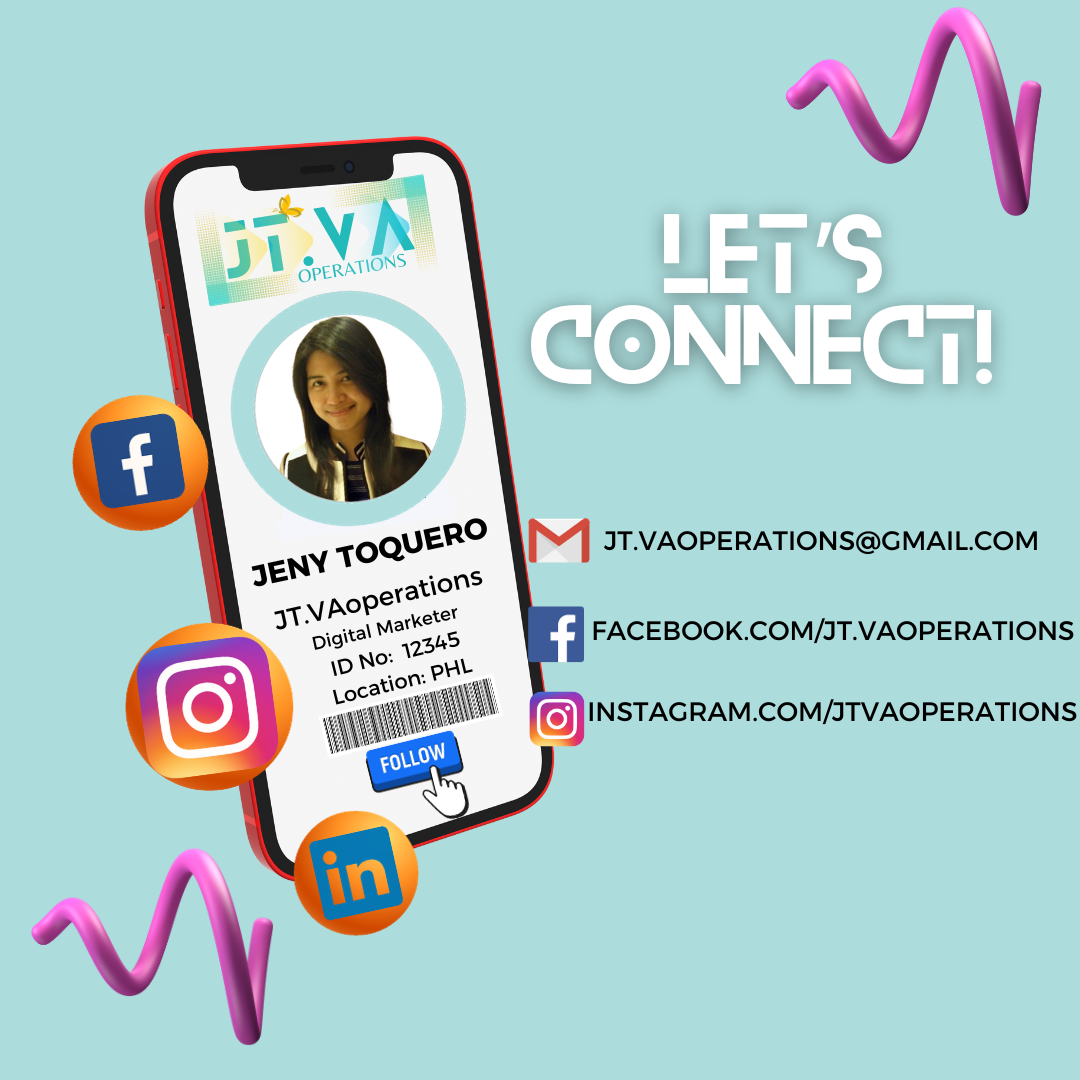 JT.VA
OPERATIONS
JENY TOQUERO
JT.VAoperations
Digital Marketer
ID No: 12345
Location: PHL
FOLLOW
LET'S
CONNECT!
JT.VAOPERATIONS@GMAIL.COM
FACEBOOK.COM/JT.VAOPERATIONS
INSTAGRAM.COM/JTVAOPERATIONS
f
in
f